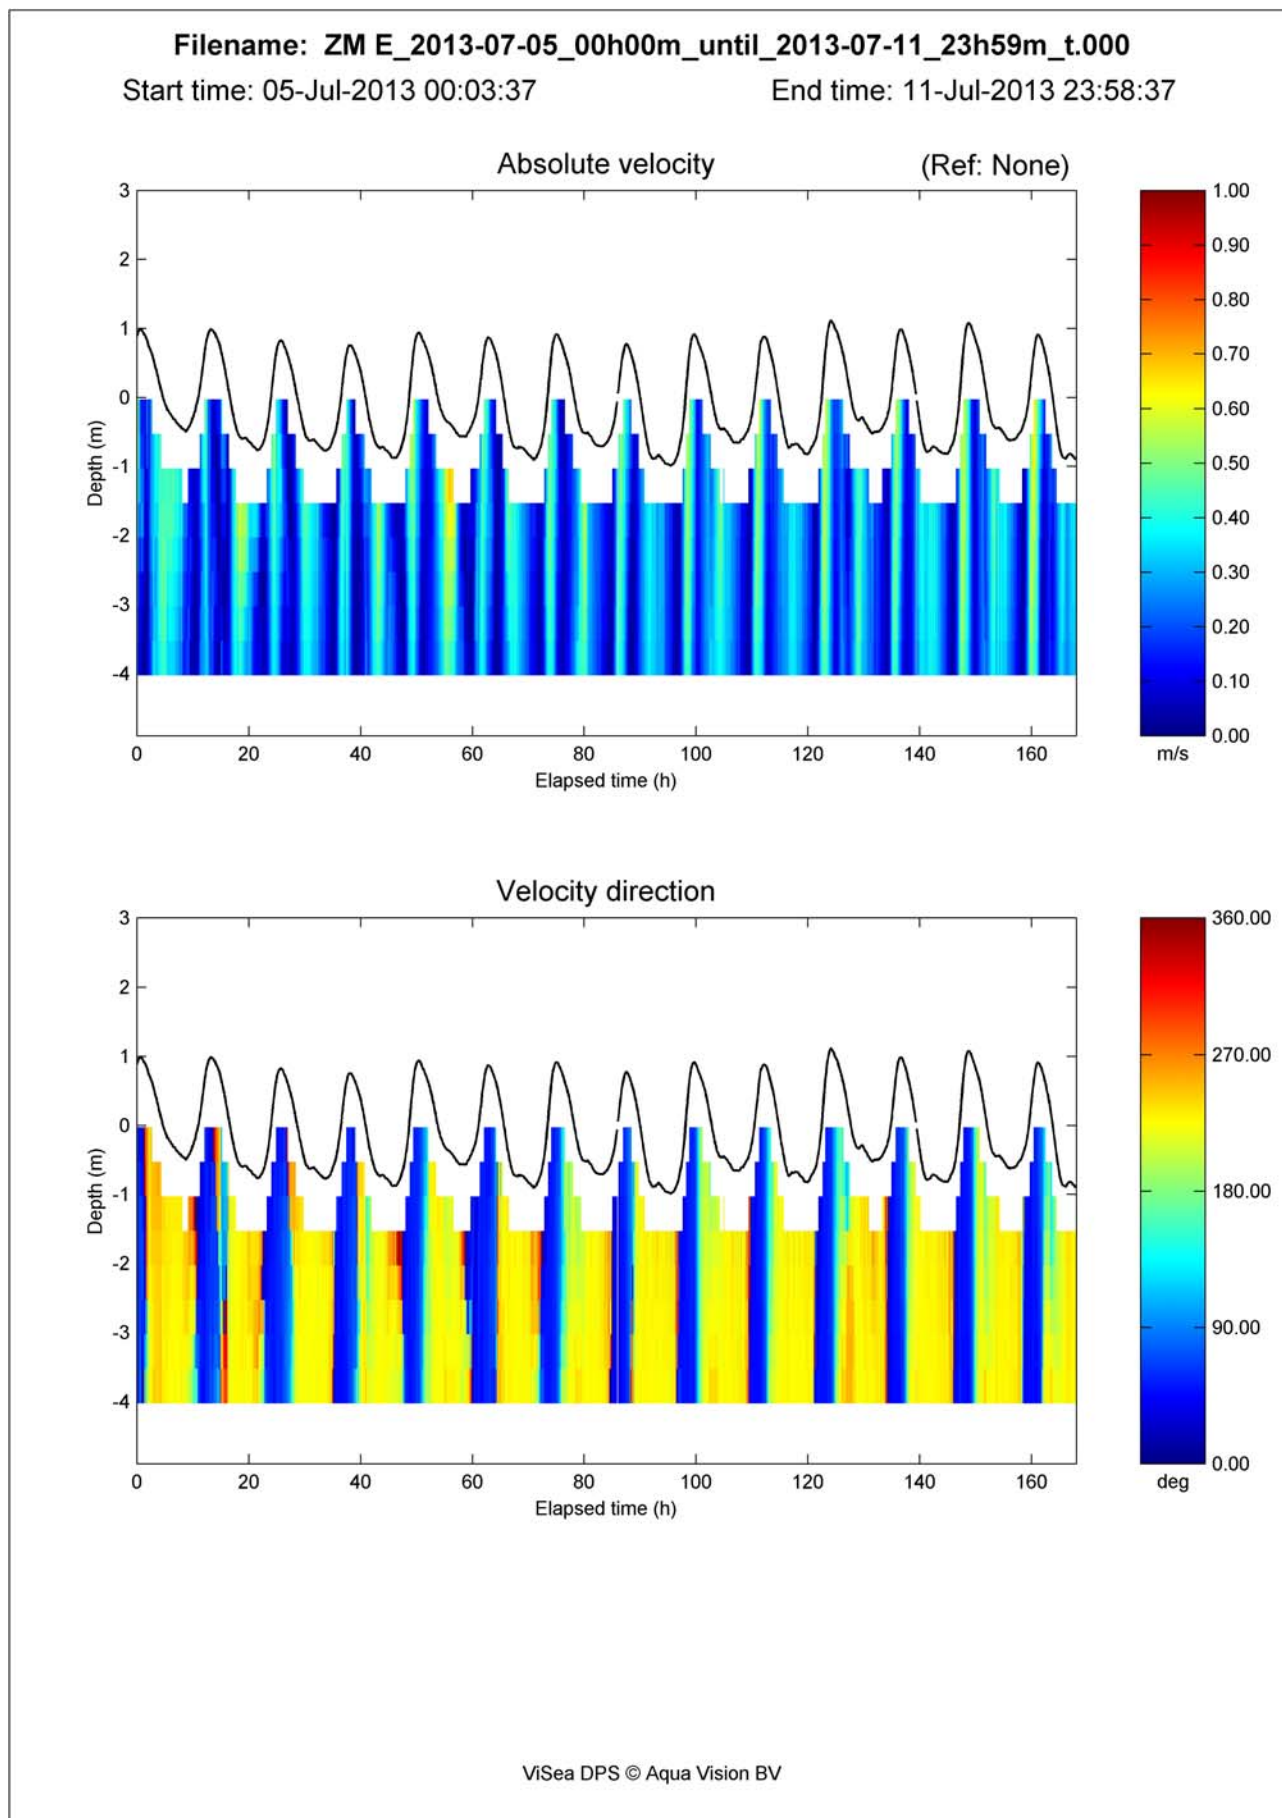 Filename:  ZM E_2013-07-05_00h00m_until_2013-07-11_23h59m_t.000
Start time: 05-Jul-2013 00:03:37 End time: 11-Jul-2013 23:58:37
Absolute velocity (Ref: None)
3
2
1
0
-1
-2
-3
-4
Depth (m)
0 20 40 60 80 100 120 140 160
Elapsed time (h)
1.00
0.90
0.80
0.70
0.60
0.50
0.40
0.30
0.20
0.10
0.00
m/s
Velocity direction
3
2
1
0
-1
-2
-3
-4
Depth (m)
0 20 40 60 80 100 120 140 160
Elapsed time (h)
360.00
270.00
180.00
90.00
0.00
deg
ViSea DPS © Aqua Vision BV